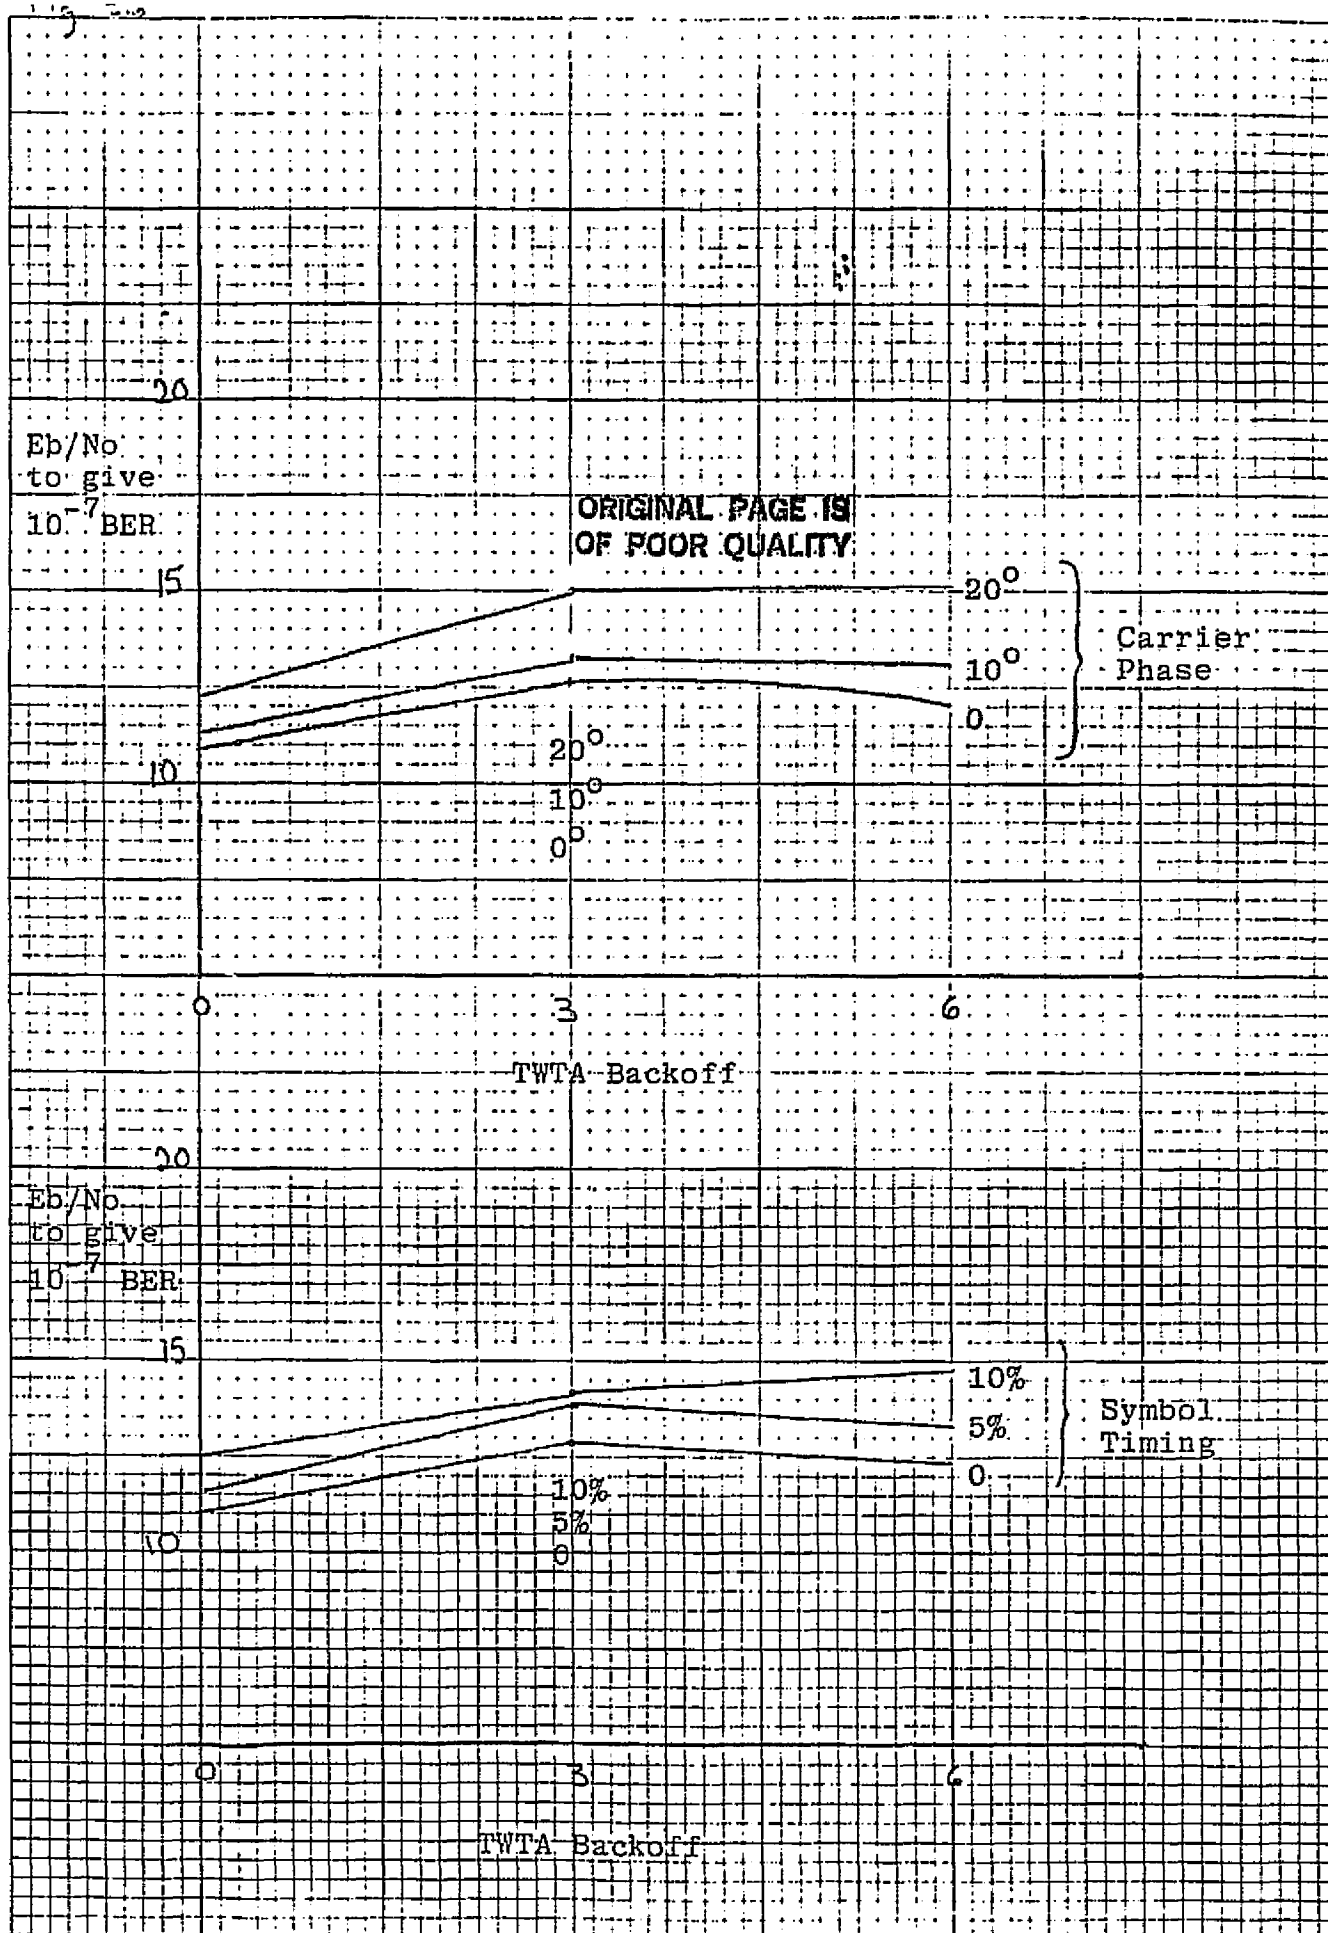 20
Eb/No
to give
10⁻⁷ BER
ORIGINAL PAGE IS
OF POOR QUALITY
15
20°
Carrier
Phase
10°
0
20°
10
10°
0°
0
3
6
TWTA Backoff
20
Eb/No
to give
10⁻⁷ BER
15
10%
5%
Symbol
Timing
0
10%
5%
10
0
0
3
6
TWTA Backoff